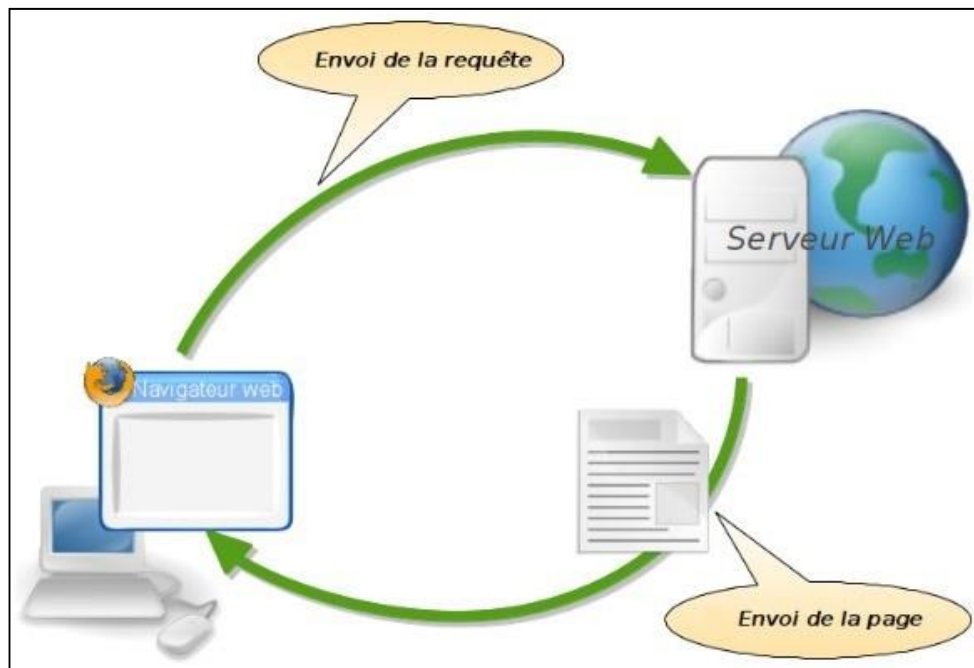 Envoi de la requête
Serveur Web
Navigateur web
Envoi de la page